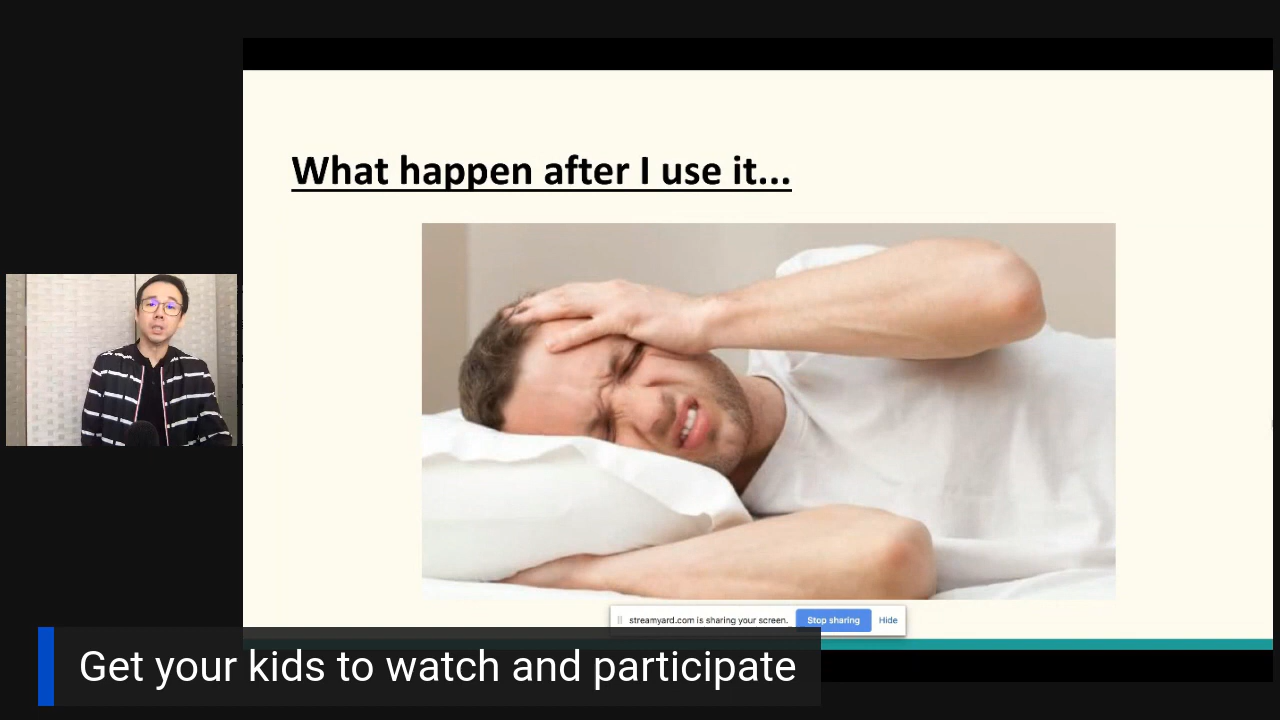 What happen after I use it...
streamyard.com is sharing your screen. Stop sharing Hide
Get your kids to watch and participate